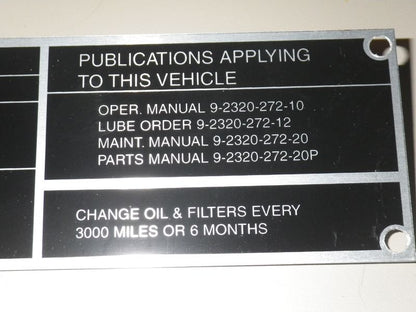 PUBLICATIONS APPLYING
TO THIS VEHICLE
OPER. MANUAL 9-2320-272-10
LUBE ORDER 9-2320-272-12
MAINT. MANUAL 9-2320-272-20
PARTS MANUAL 9-2320-272-20P
CHANGE OIL & FILTERS EVERY
3000 MILES OR 6 MONTHS